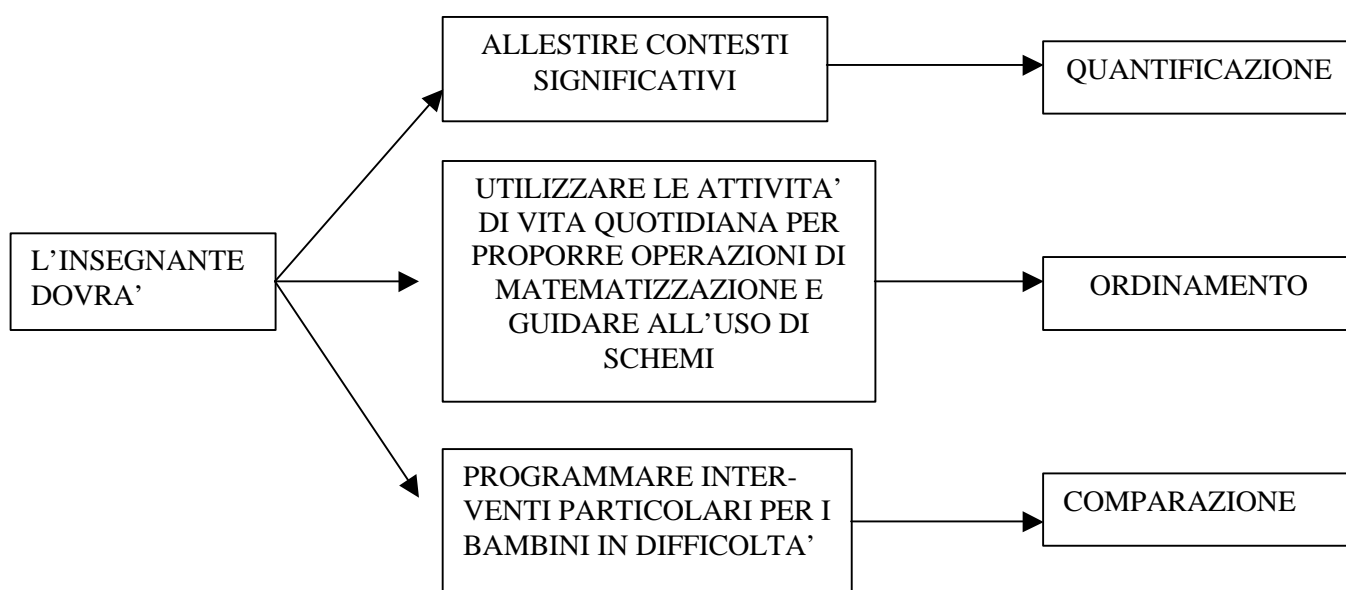 ALLESTIRE CONTESTI
SIGNIFICATIVI
QUANTIFICAZIONE
L’INSEGNANTE
DOVRA’
UTILIZZARE LE ATTIVITA’
DI VITA QUOTIDIANA PER
PROPORRE OPERAZIONI DI
MATEMATIZZAZIONE E
GUIDARE ALL’USO DI
SCHEMI
ORDINAMENTO
PROGRAMMARE INTER-
VENTI PARTICOLARI PER I
BAMBINI IN DIFFICOLTA’
COMPARAZIONE